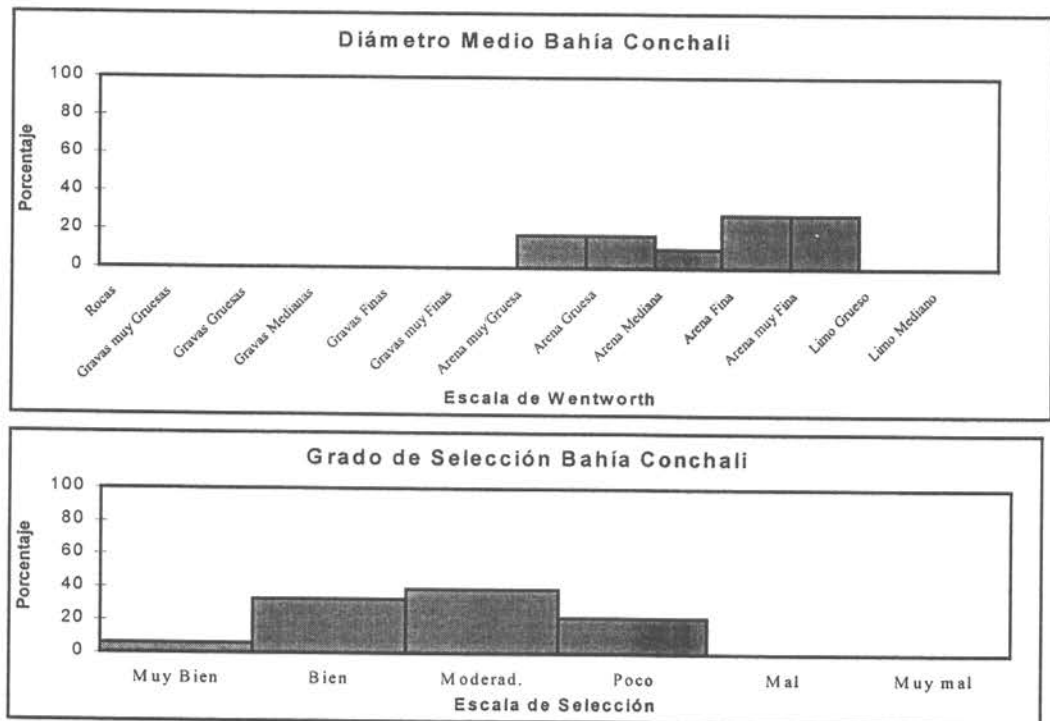 Diámetro Medio Bahía Conchali
Porcentaje
100
80
60
40
20
0
Rocas
Gravas muy Gruesas
Gravas Gruesas
Gravas Medianas
Gravas Finas
Gravas muy Finas
Arena muy Gruesa
Arena Gruesa
Arena Mediana
Arena Fina
Arena muy Fina
Limo Grueso
Limo Mediano
Escala de Wentworth
Grado de Selección Bahía Conchali
Porcentaje
100
80
60
40
20
0
Muy Bien Bien Moderad. Poco Mal Muy mal
Escala de Selección